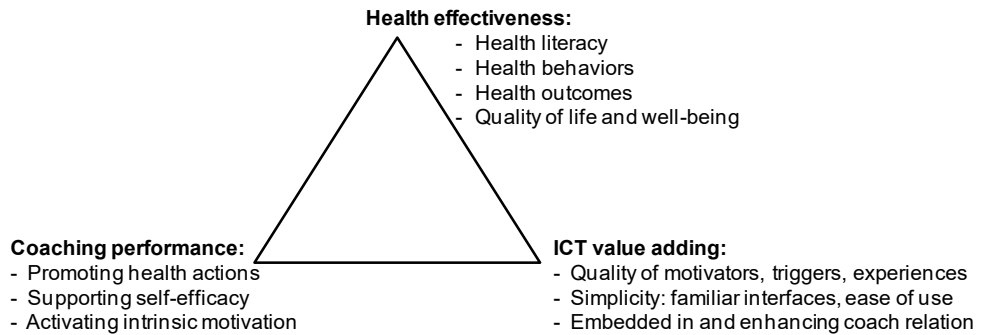 Health effectiveness:
- Health literacy
- Health behaviors
- Health outcomes
- Quality of life and well-being
Coaching performance:
- Promoting health actions
- Supporting self-efficacy
- Activating intrinsic motivation
ICT value adding:
- Quality of motivators, triggers, experiences
- Simplicity: familiar interfaces, ease of use
- Embedded in and enhancing coach relation